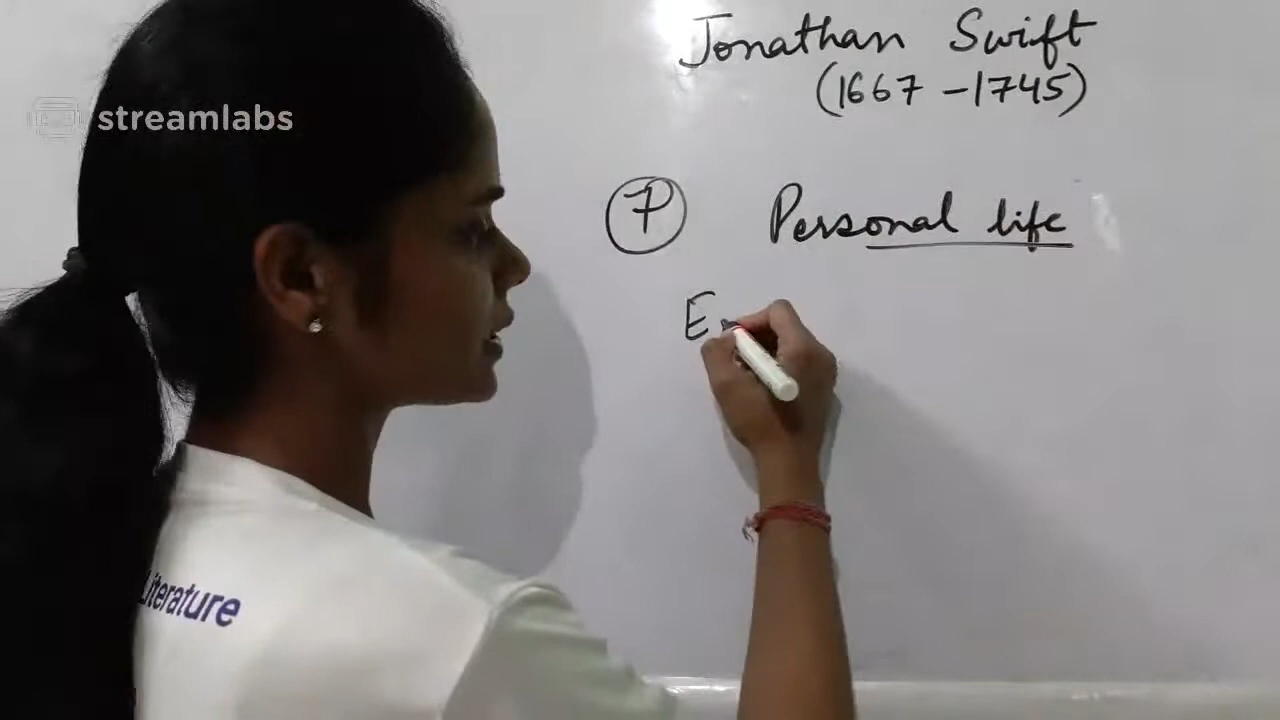 Jonathan Swift
(1667 - 1745)
streamlabs
7 Personal life
E
Literature